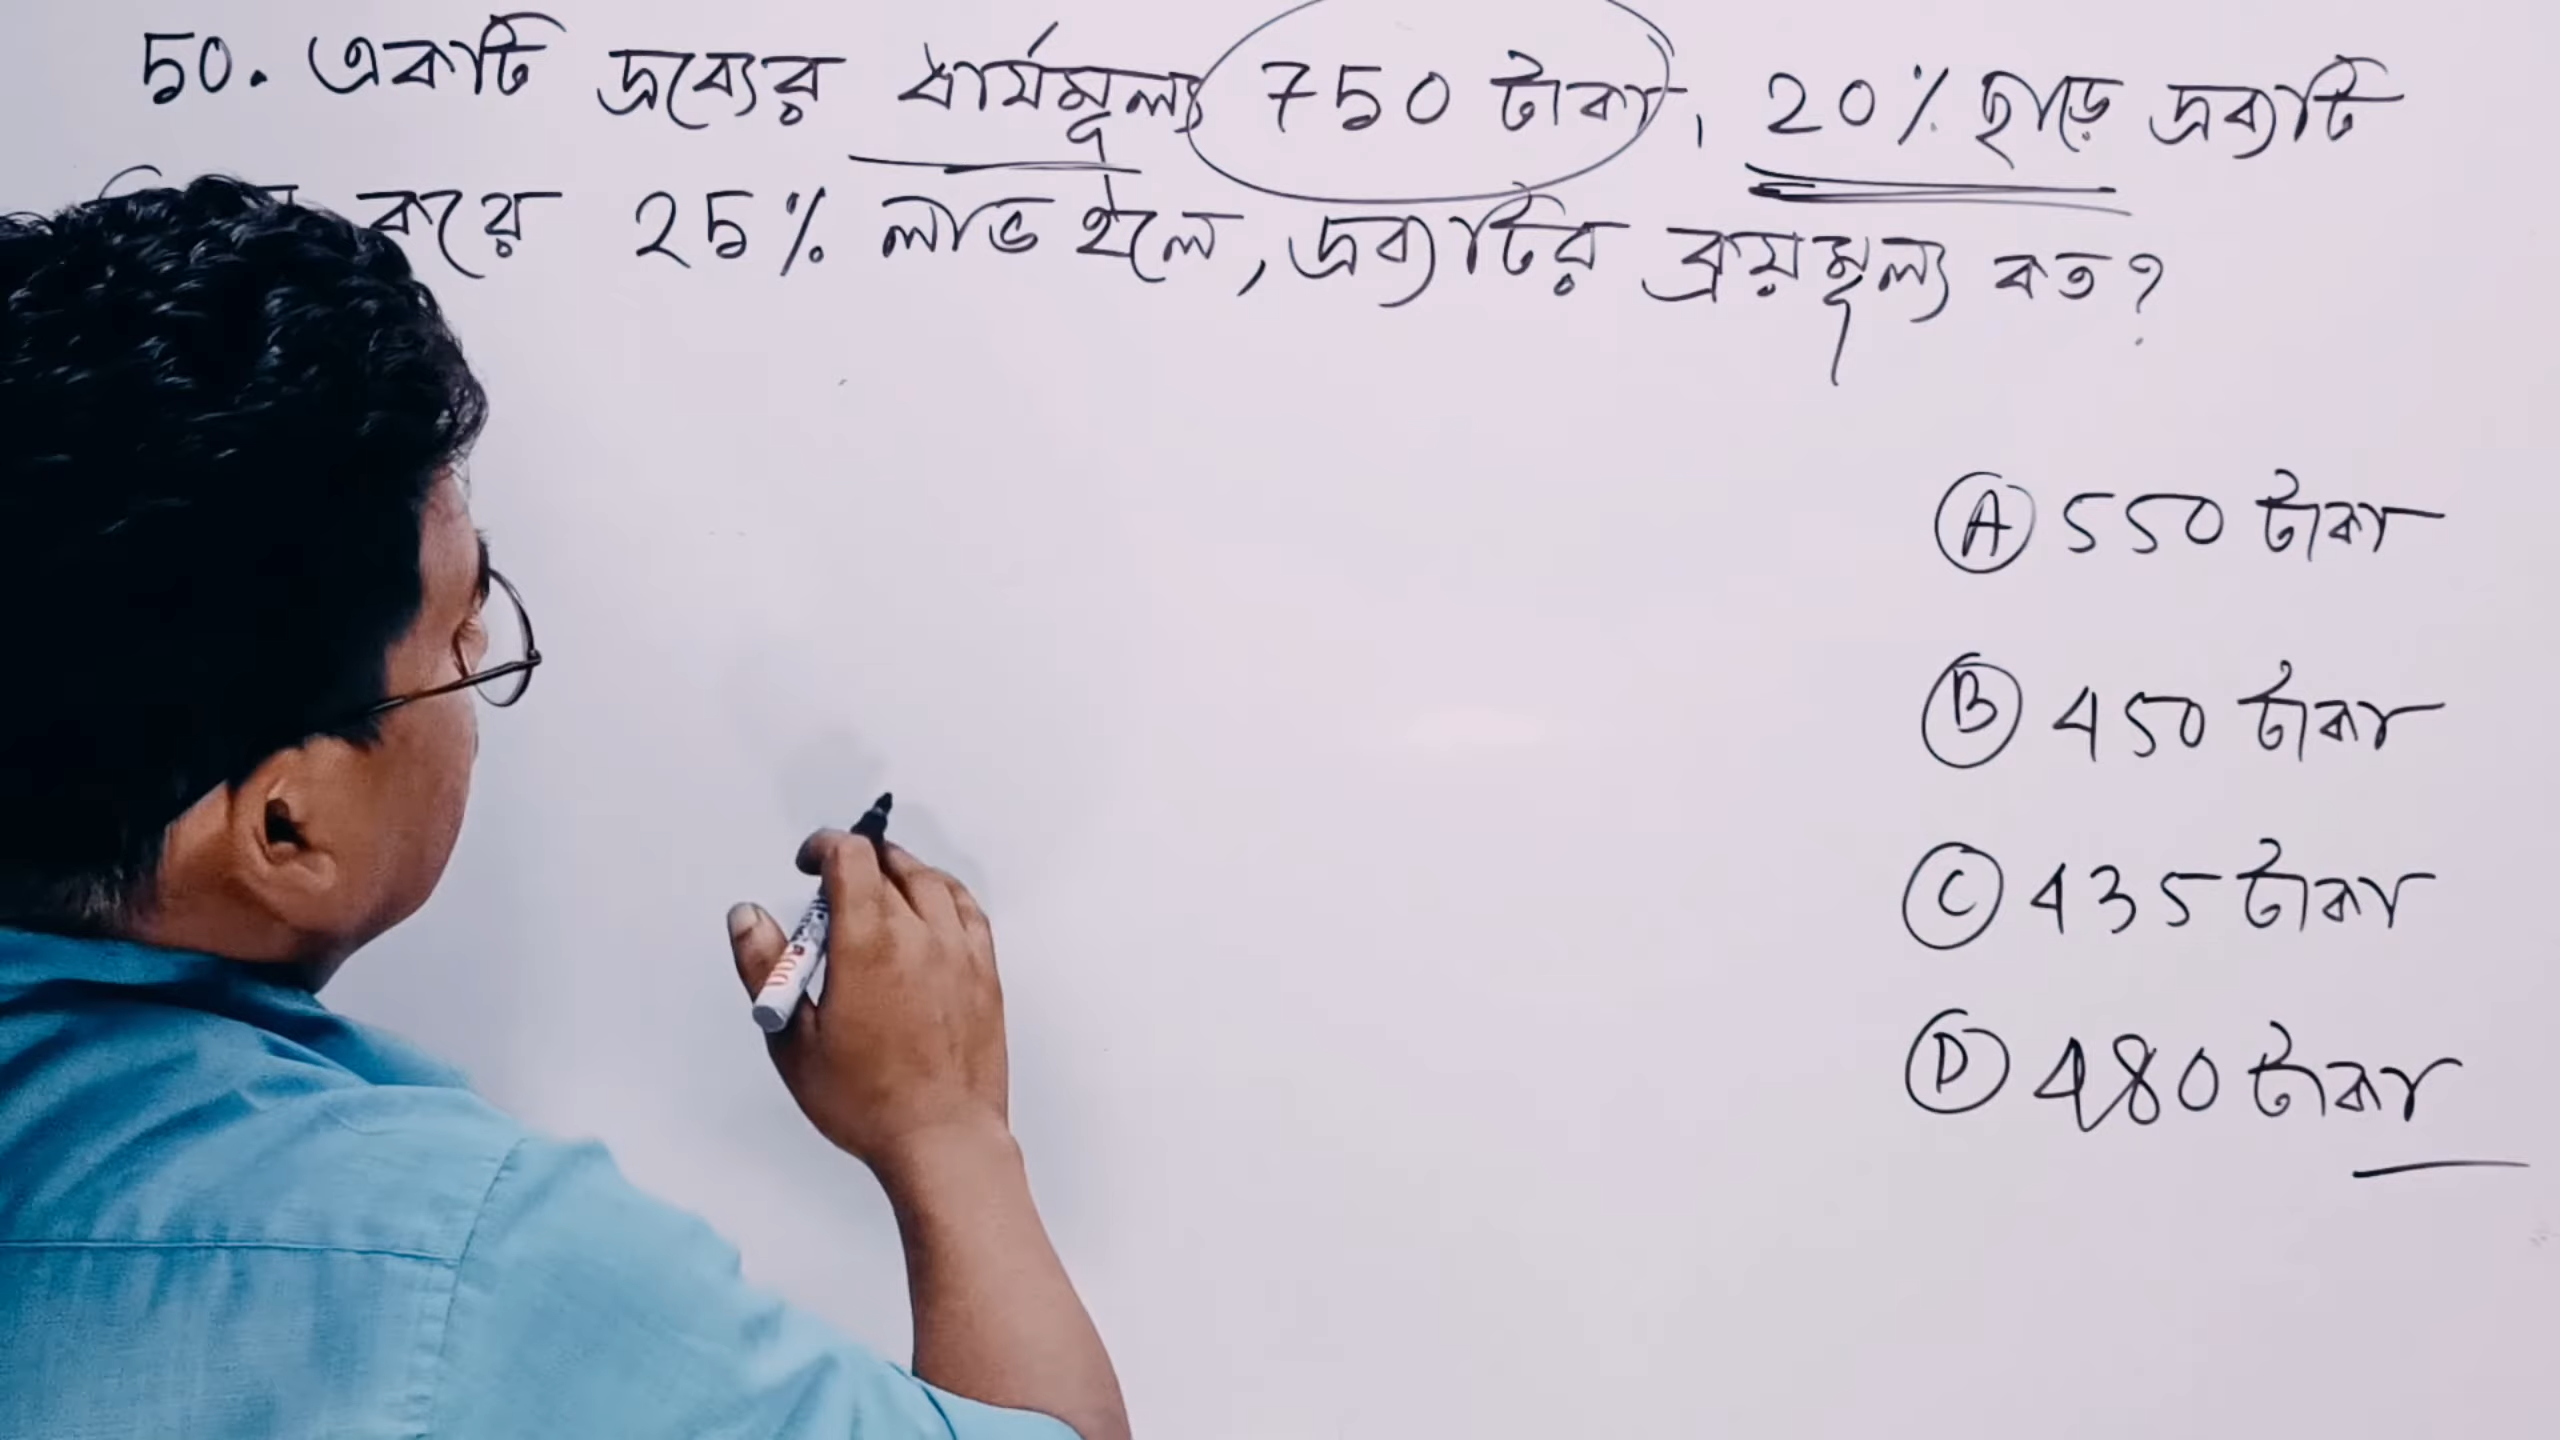 50. একটি দ্রব্যের ধার্যমূল্য 750 টাকা, 20% ছাড়ে দ্রব্যটি
করে 25% লাভ হলে, দ্রব্যটির ক্রয়মূল্য কত?
Ⓐ 550 টাকা
Ⓑ 450 টাকা
Ⓒ 435 টাকা
Ⓓ 480 টাকা